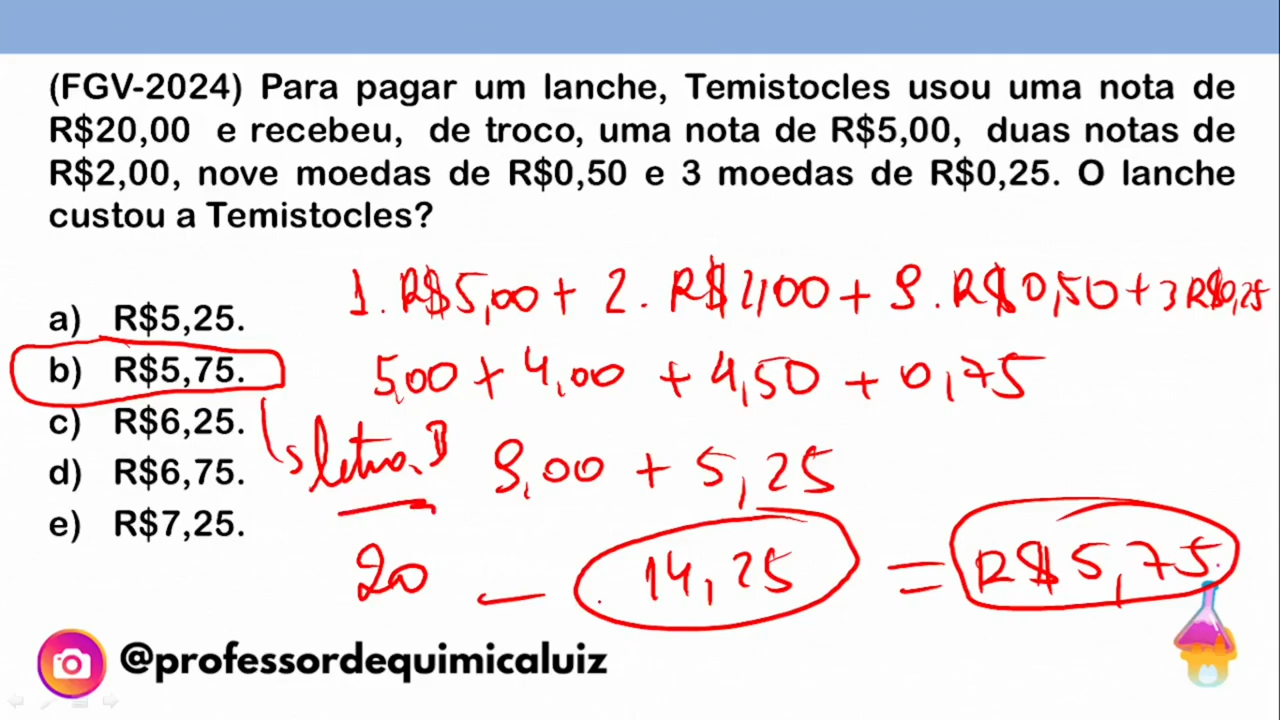 (FGV-2024) Para pagar um lanche, Temistocles usou uma nota de
R$20,00 e recebeu, de troco, uma nota de R$5,00, duas notas de
R$2,00, nove moedas de R$0,50 e 3 moedas de R$0,25. O lanche
custou a Temistocles?
1. R$5,00 + 2. R$2,00 + 9. R$0,50 + 3 R$0,25
a) R$5,25.
b) R$5,75.
5,00 + 4,00 + 4,50 + 0,75
c) R$6,25.
letra B
9,00 + 5,25
d) R$6,75.
e) R$7,25.
20 - 14,25 = R$5,75
@professordequimicaluiz